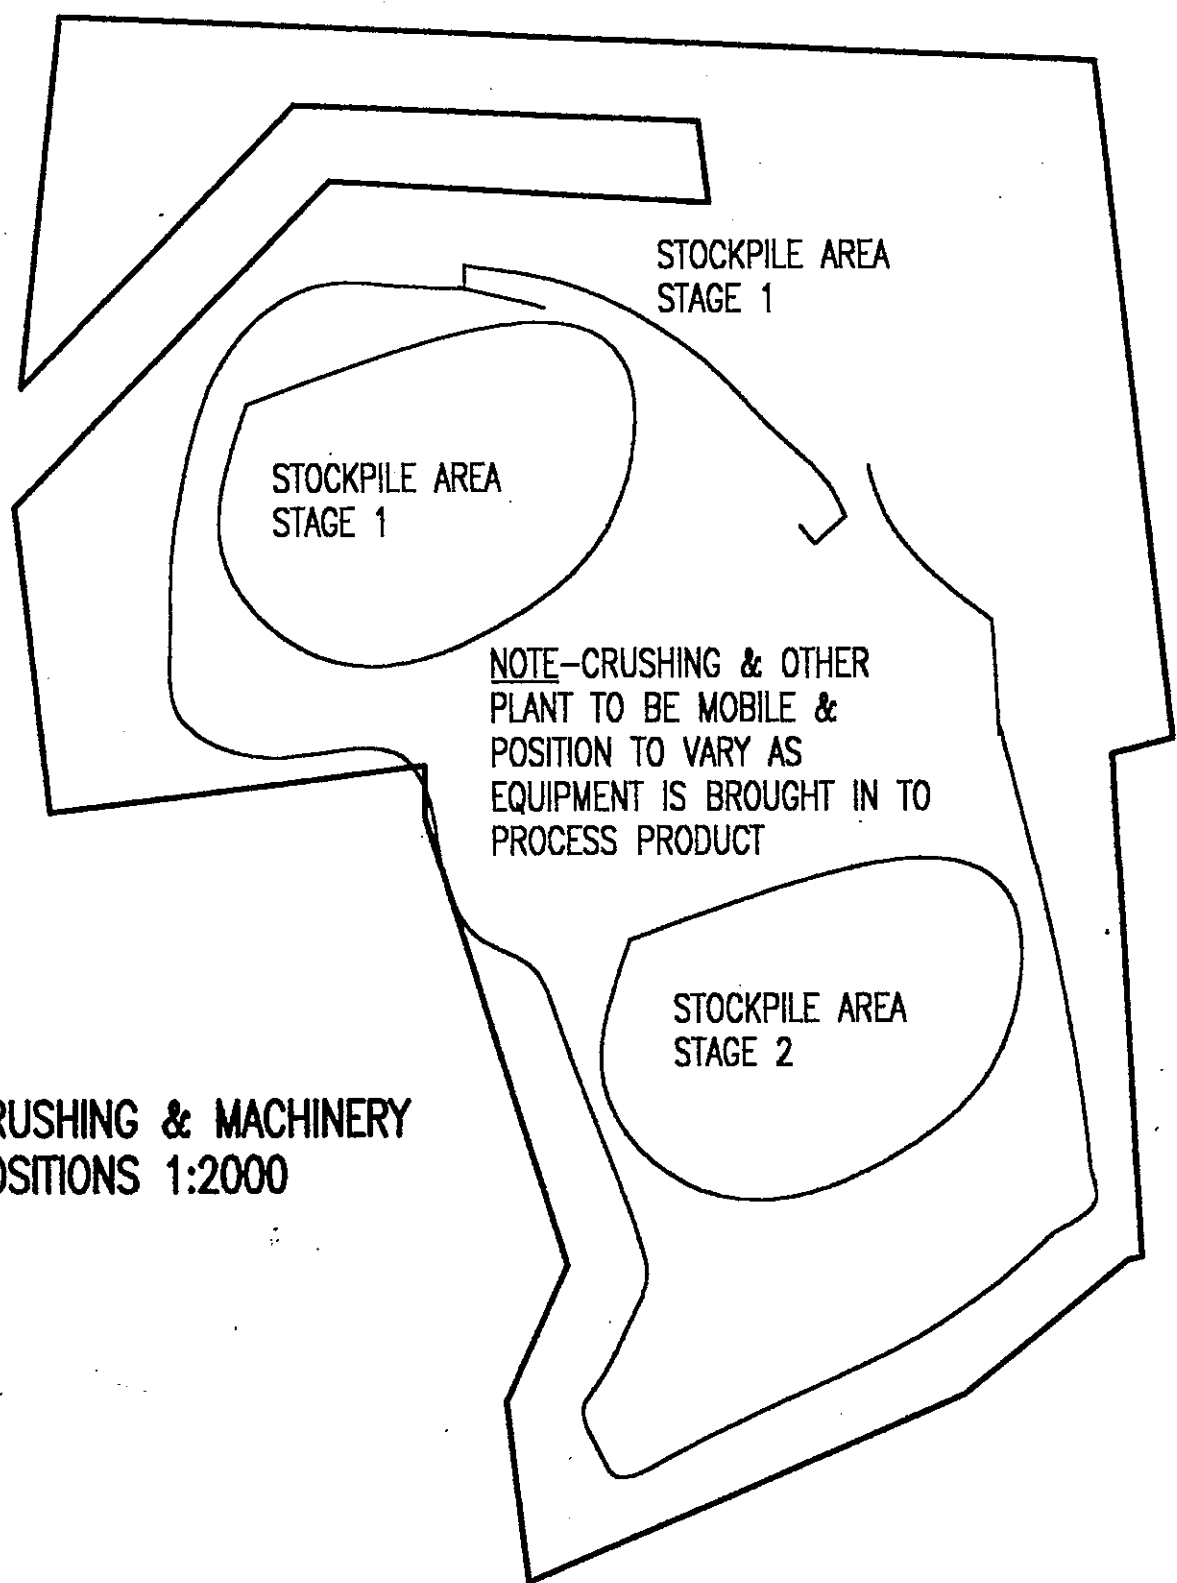 STOCKPILE AREA
STAGE 1
STOCKPILE AREA
STAGE 1
NOTE-CRUSHING & OTHER
PLANT TO BE MOBILE &
POSITION TO VARY AS
EQUIPMENT IS BROUGHT IN TO
PROCESS PRODUCT
STOCKPILE AREA
STAGE 2
RUSHING & MACHINERY
OSITIONS 1:2000